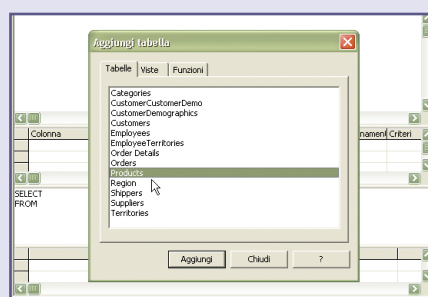 Aggiungi tabella
Tabelle Viste Funzioni
Categories
CustomerCustomerDemo
CustomerDemographics
Customers
Employees
EmployeeTerritories
Order Details
Orders
Products
Region
Shippers
Suppliers
Territories
Colonna
Criteri
SELECT
FROM
Aggiungi Chiudi ?